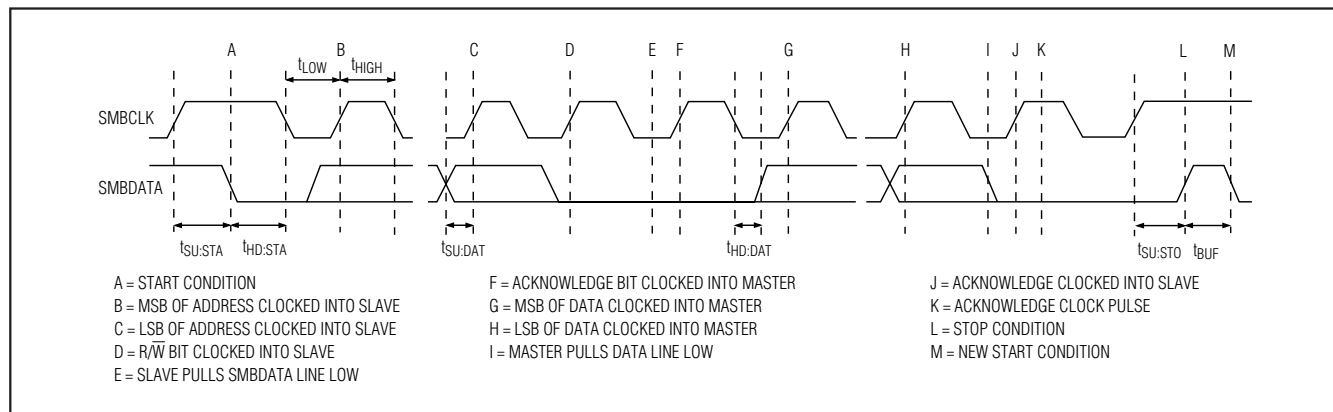 A B C D E F G H I J K L M
tLOW tHIGH
SMBCLK
SMBDATA
tSU:STA tHD:STA tSU:DAT tHD:DAT tSU:STO tBUF
A = START CONDITION
B = MSB OF ADDRESS CLOCKED INTO SLAVE
C = LSB OF ADDRESS CLOCKED INTO SLAVE
D = R/W̅ BIT CLOCKED INTO SLAVE
E = SLAVE PULLS SMBDATA LINE LOW
F = ACKNOWLEDGE BIT CLOCKED INTO MASTER
G = MSB OF DATA CLOCKED INTO MASTER
H = LSB OF DATA CLOCKED INTO MASTER
I = MASTER PULLS DATA LINE LOW
J = ACKNOWLEDGE CLOCKED INTO SLAVE
K = ACKNOWLEDGE CLOCK PULSE
L = STOP CONDITION
M = NEW START CONDITION